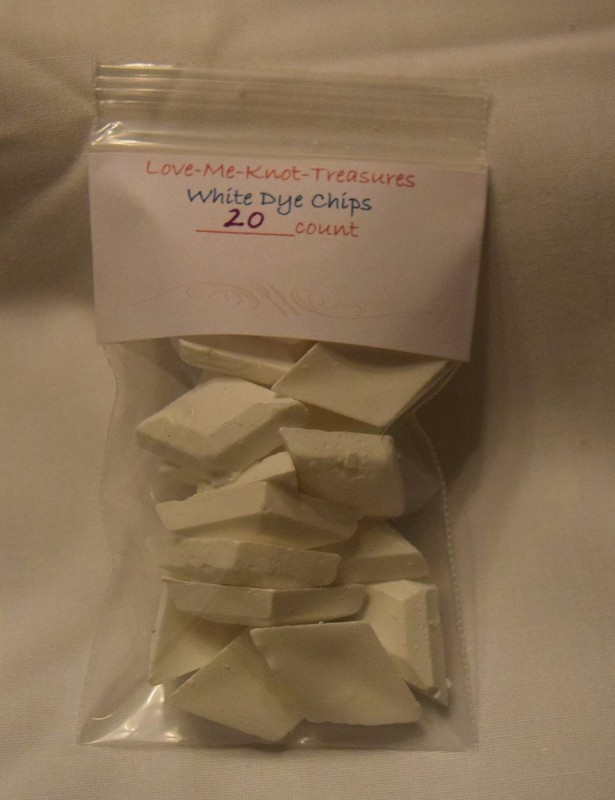 Love-Me-Knot-Treasures
White Dye Chips
20 count